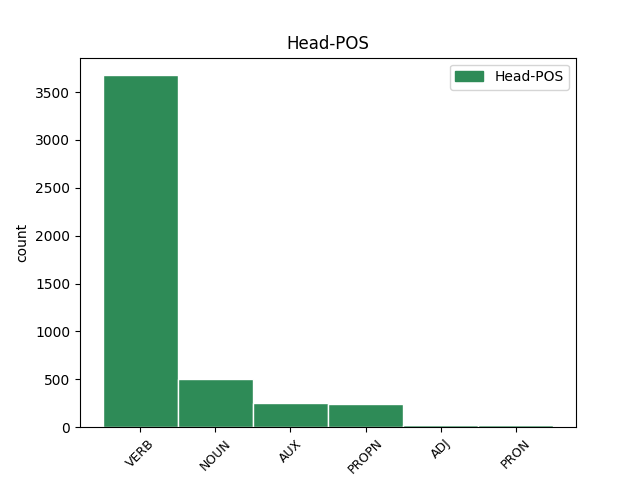 Head-POS
Head-POS
count
3500
3000
2500
2000
1500
1000
500
0
VERB
NOUN
AUX
PROPN
ADJ
PRON